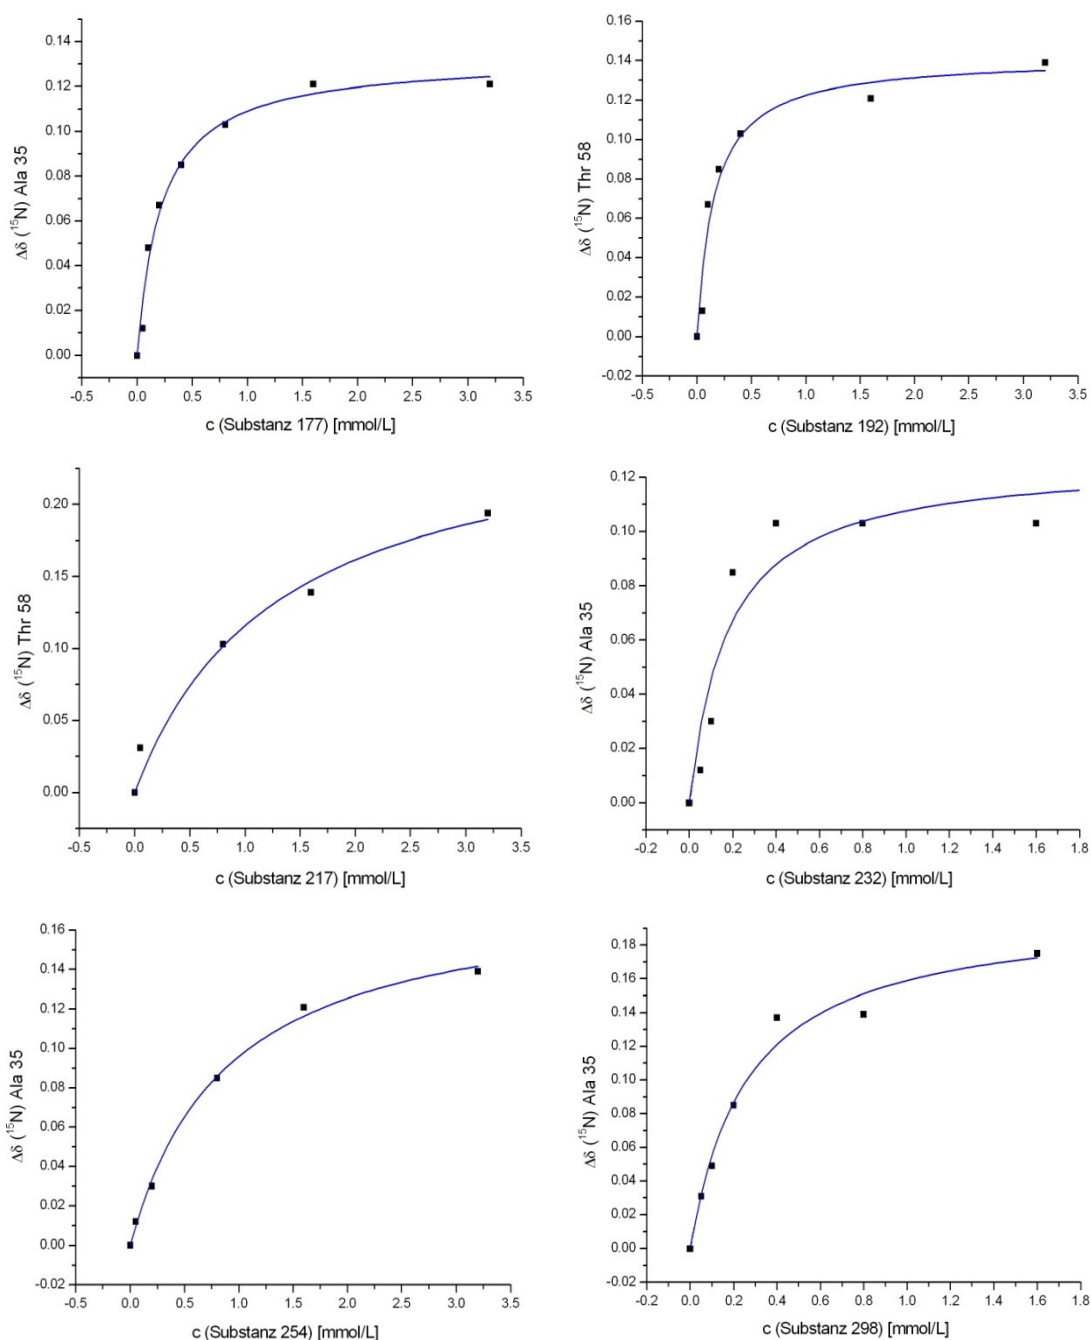 0.14
0.12
0.10
0.08
0.06
0.04
0.02
0.00
Δδ (¹⁵N) Ala 35
-0.5 0.0 0.5 1.0 1.5 2.0 2.5 3.0 3.5
c (Substanz 177) [mmol/L]
0.16
0.14
0.12
0.10
0.08
0.06
0.04
0.02
0.00
-0.02
Δδ (¹⁵N) Thr 58
-0.5 0.0 0.5 1.0 1.5 2.0 2.5 3.0 3.5
c (Substanz 192) [mmol/L]
0.20
0.15
0.10
0.05
0.00
Δδ (¹⁵N) Thr 58
-0.5 0.0 0.5 1.0 1.5 2.0 2.5 3.0 3.5
c (Substanz 217) [mmol/L]
0.12
0.10
0.08
0.06
0.04
0.02
0.00
Δδ (¹⁵N) Ala 35
-0.2 0.0 0.2 0.4 0.6 0.8 1.0 1.2 1.4 1.6 1.8
c (Substanz 232) [mmol/L]
0.16
0.14
0.12
0.10
0.08
0.06
0.04
0.02
0.00
-0.02
Δδ (¹⁵N) Ala 35
-0.5 0.0 0.5 1.0 1.5 2.0 2.5 3.0 3.5
c (Substanz 254) [mmol/L]
0.18
0.16
0.14
0.12
0.10
0.08
0.06
0.04
0.02
0.00
-0.02
Δδ (¹⁵N) Ala 35
-0.2 0.0 0.2 0.4 0.6 0.8 1.0 1.2 1.4 1.6 1.8
c (Substanz 298) [mmol/L]